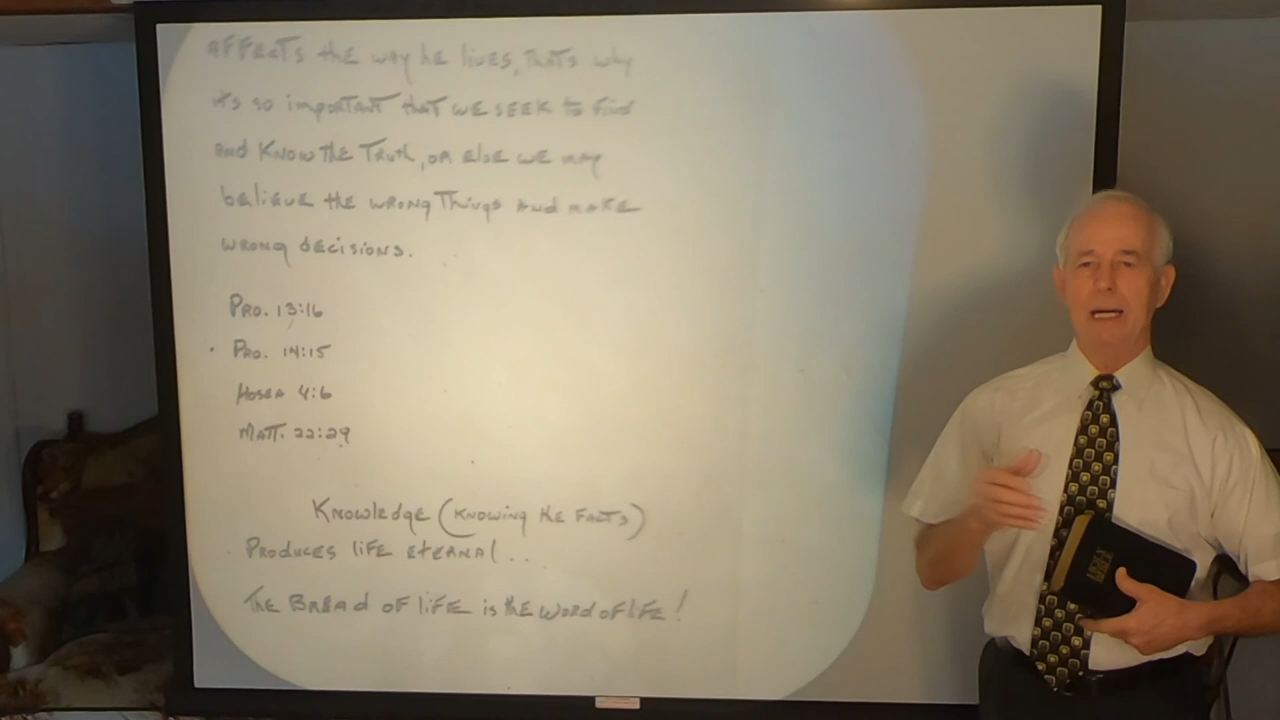 affects the way he lives, that's why
its so important that we seek to find
and know the Truth, or else we may
believe the wrong Things and make
wrong decisions.
Pro. 13:16
• Pro. 14:15
Hosea 4:6
Matt. 22:29
Knowledge (knowing the facts)
Produces life eternal...
The Bread of life is the word of life!
HOLY
BIBLE